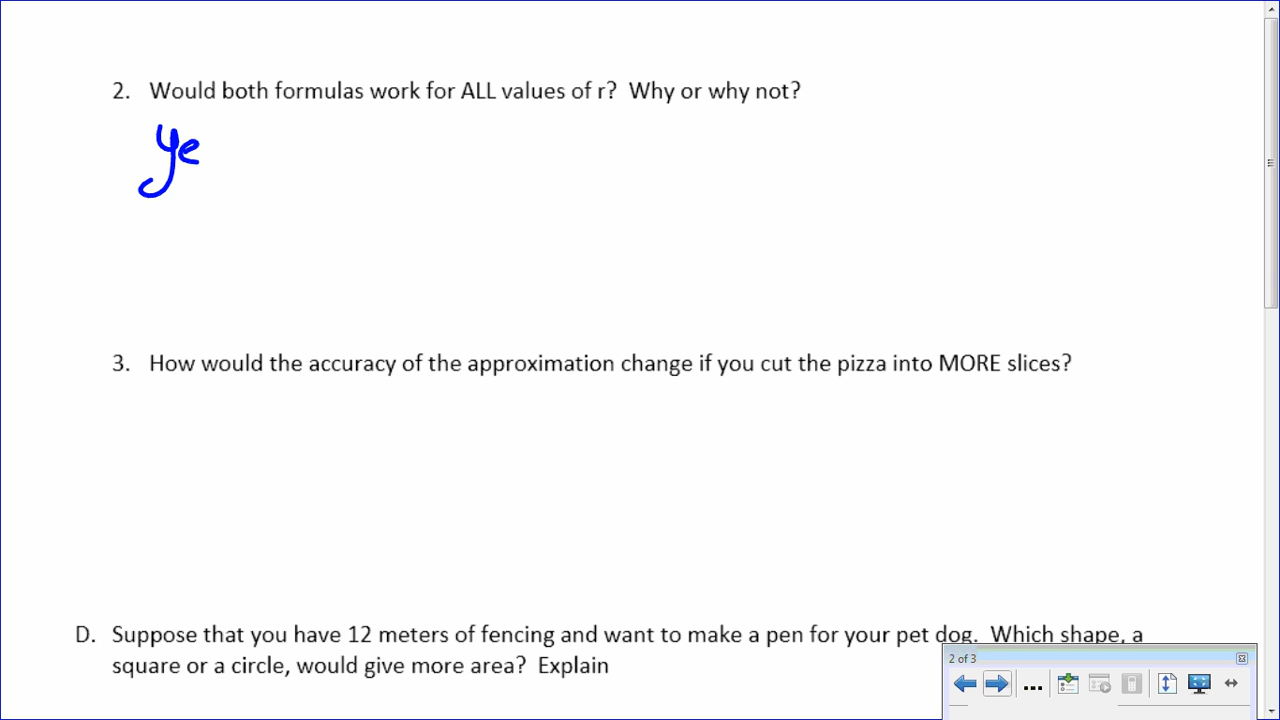 2. Would both formulas work for ALL values of r? Why or why not?
ye
3. How would the accuracy of the approximation change if you cut the pizza into MORE slices?
D. Suppose that you have 12 meters of fencing and want to make a pen for your pet dog. Which shape, a
square or a circle, would give more area? Explain
2 of 3